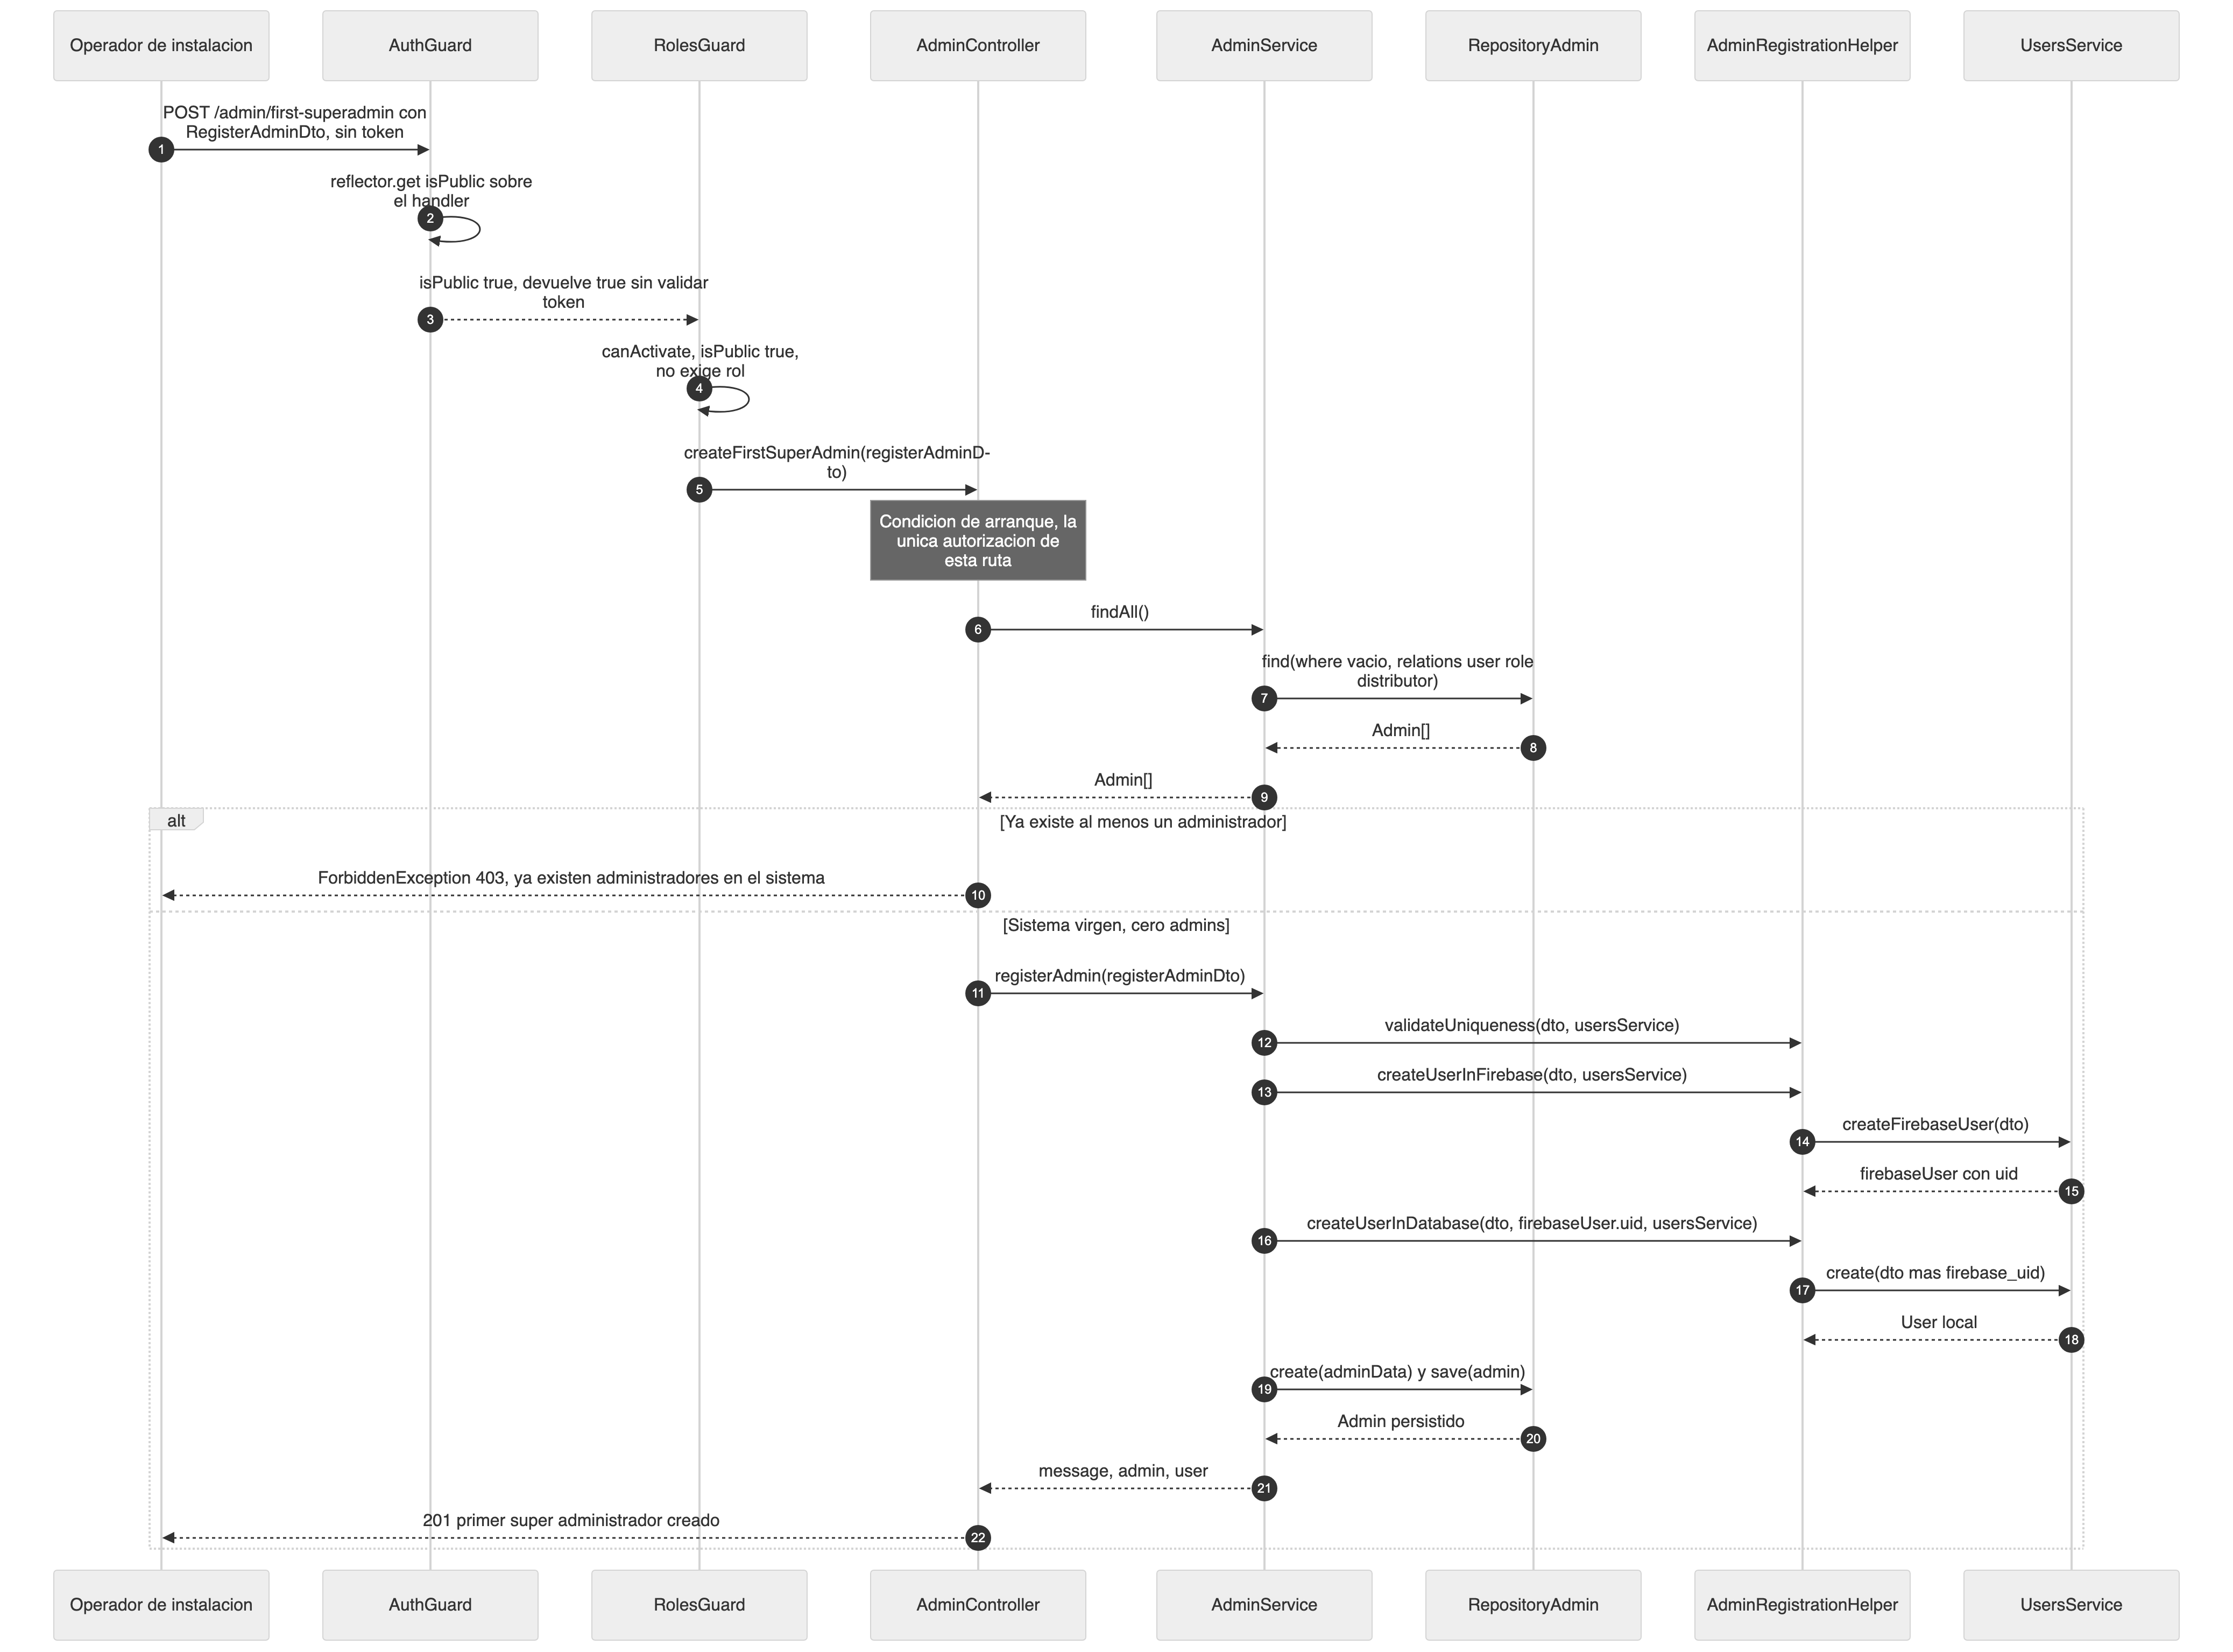 Operador de instalacion
AuthGuard
RolesGuard
AdminController
AdminService
RepositoryAdmin
AdminRegistrationHelper
UsersService
POST /admin/first-superadmin con
RegisterAdminDto, sin token
1
reflector.get isPublic sobre
el handler
2
isPublic true, devuelve true sin validar
token
3
canActivate, isPublic true,
no exige rol
4
createFirstSuperAdmin(registerAdminD-
to)
5
Condicion de arranque, la
unica autorizacion de
esta ruta
findAll()
6
find(where vacio, relations user role
distributor)
7
Admin[]
8
Admin[]
9
alt
[Ya existe al menos un administrador]
ForbiddenException 403, ya existen administradores en el sistema
10
[Sistema virgen, cero admins]
registerAdmin(registerAdminDto)
11
validateUniqueness(dto, usersService)
12
createUserInFirebase(dto, usersService)
13
createFirebaseUser(dto)
14
firebaseUser con uid
15
createUserInDatabase(dto, firebaseUser.uid, usersService)
16
create(dto mas firebase_uid)
17
User local
18
create(adminData) y save(admin)
19
Admin persistido
20
message, admin, user
21
201 primer super administrador creado
22
Operador de instalacion
AuthGuard
RolesGuard
AdminController
AdminService
RepositoryAdmin
AdminRegistrationHelper
UsersService